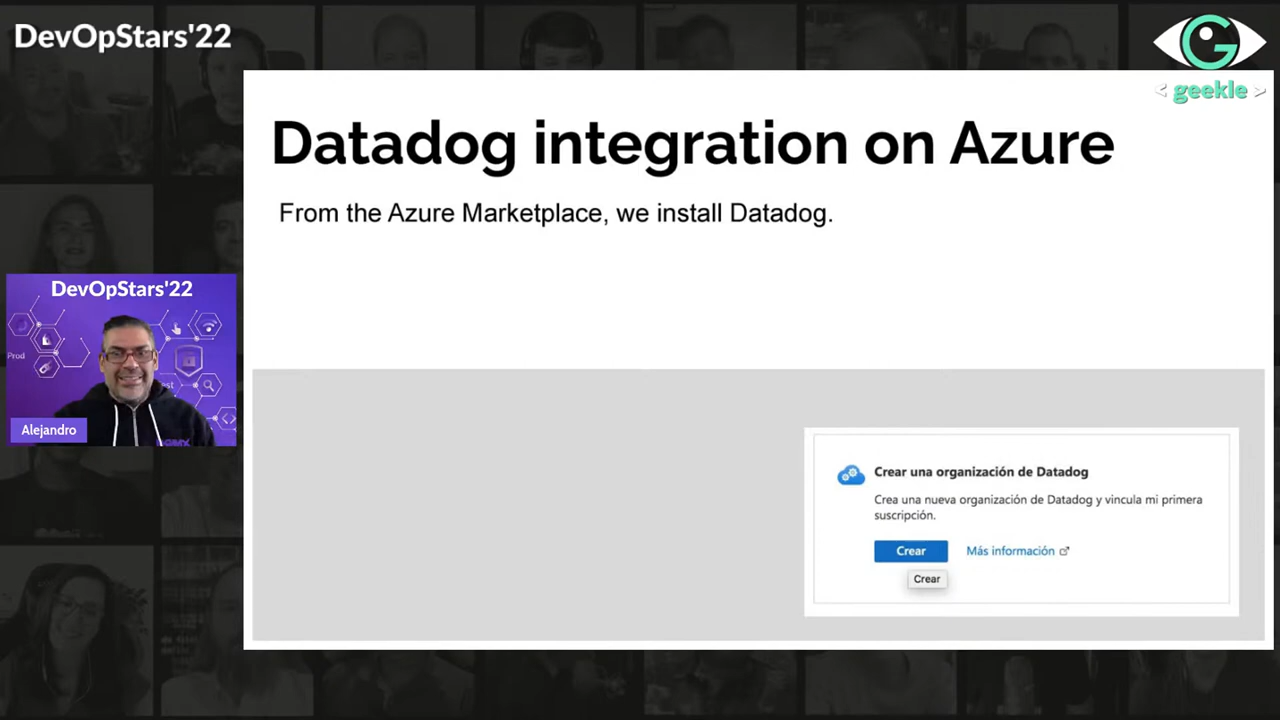 DevOpStars'22
< geekle >
Datadog integration on Azure
From the Azure Marketplace, we install Datadog.
DevOpStars'22
Prod
est
Alejandro
Crear una organización de Datadog
Crea una nueva organización de Datadog y vincula mi primera
suscripción.
Crear
Más información
Crear